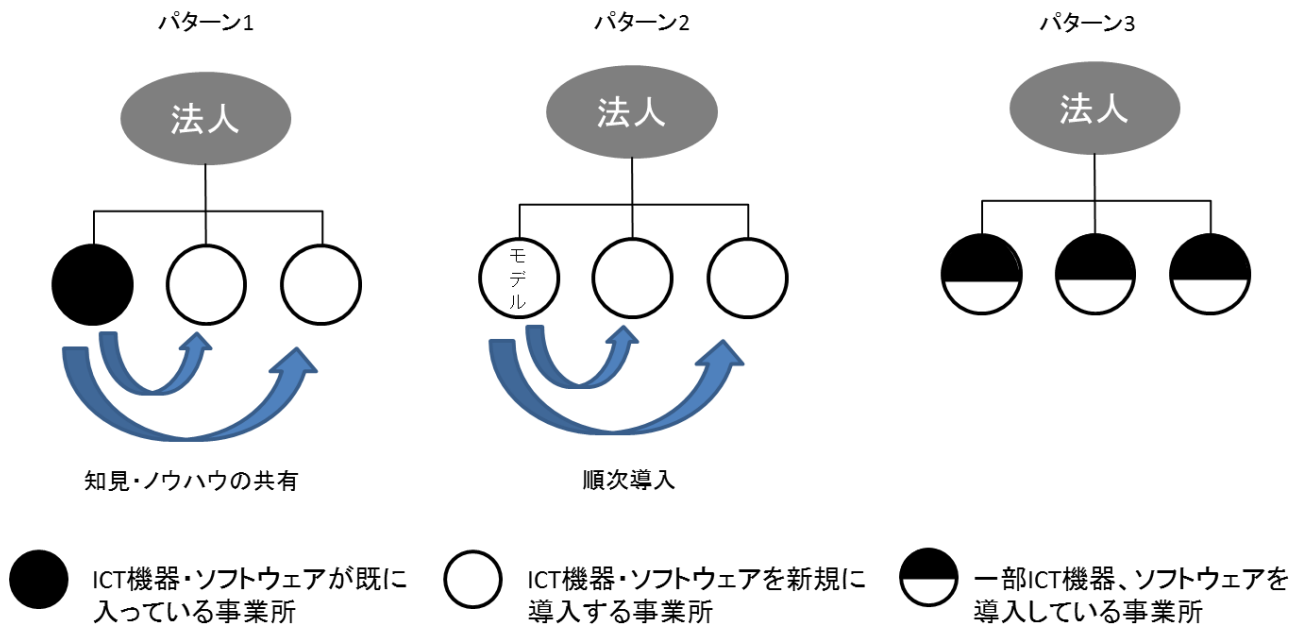 パターン1
パターン2
パターン3
法人
法人
法人
モデル
知見・ノウハウの共有
順次導入
ICT機器・ソフトウェアが既に
入っている事業所
ICT機器・ソフトウェアを新規に
導入する事業所
一部ICT機器、ソフトウェアを
導入している事業所